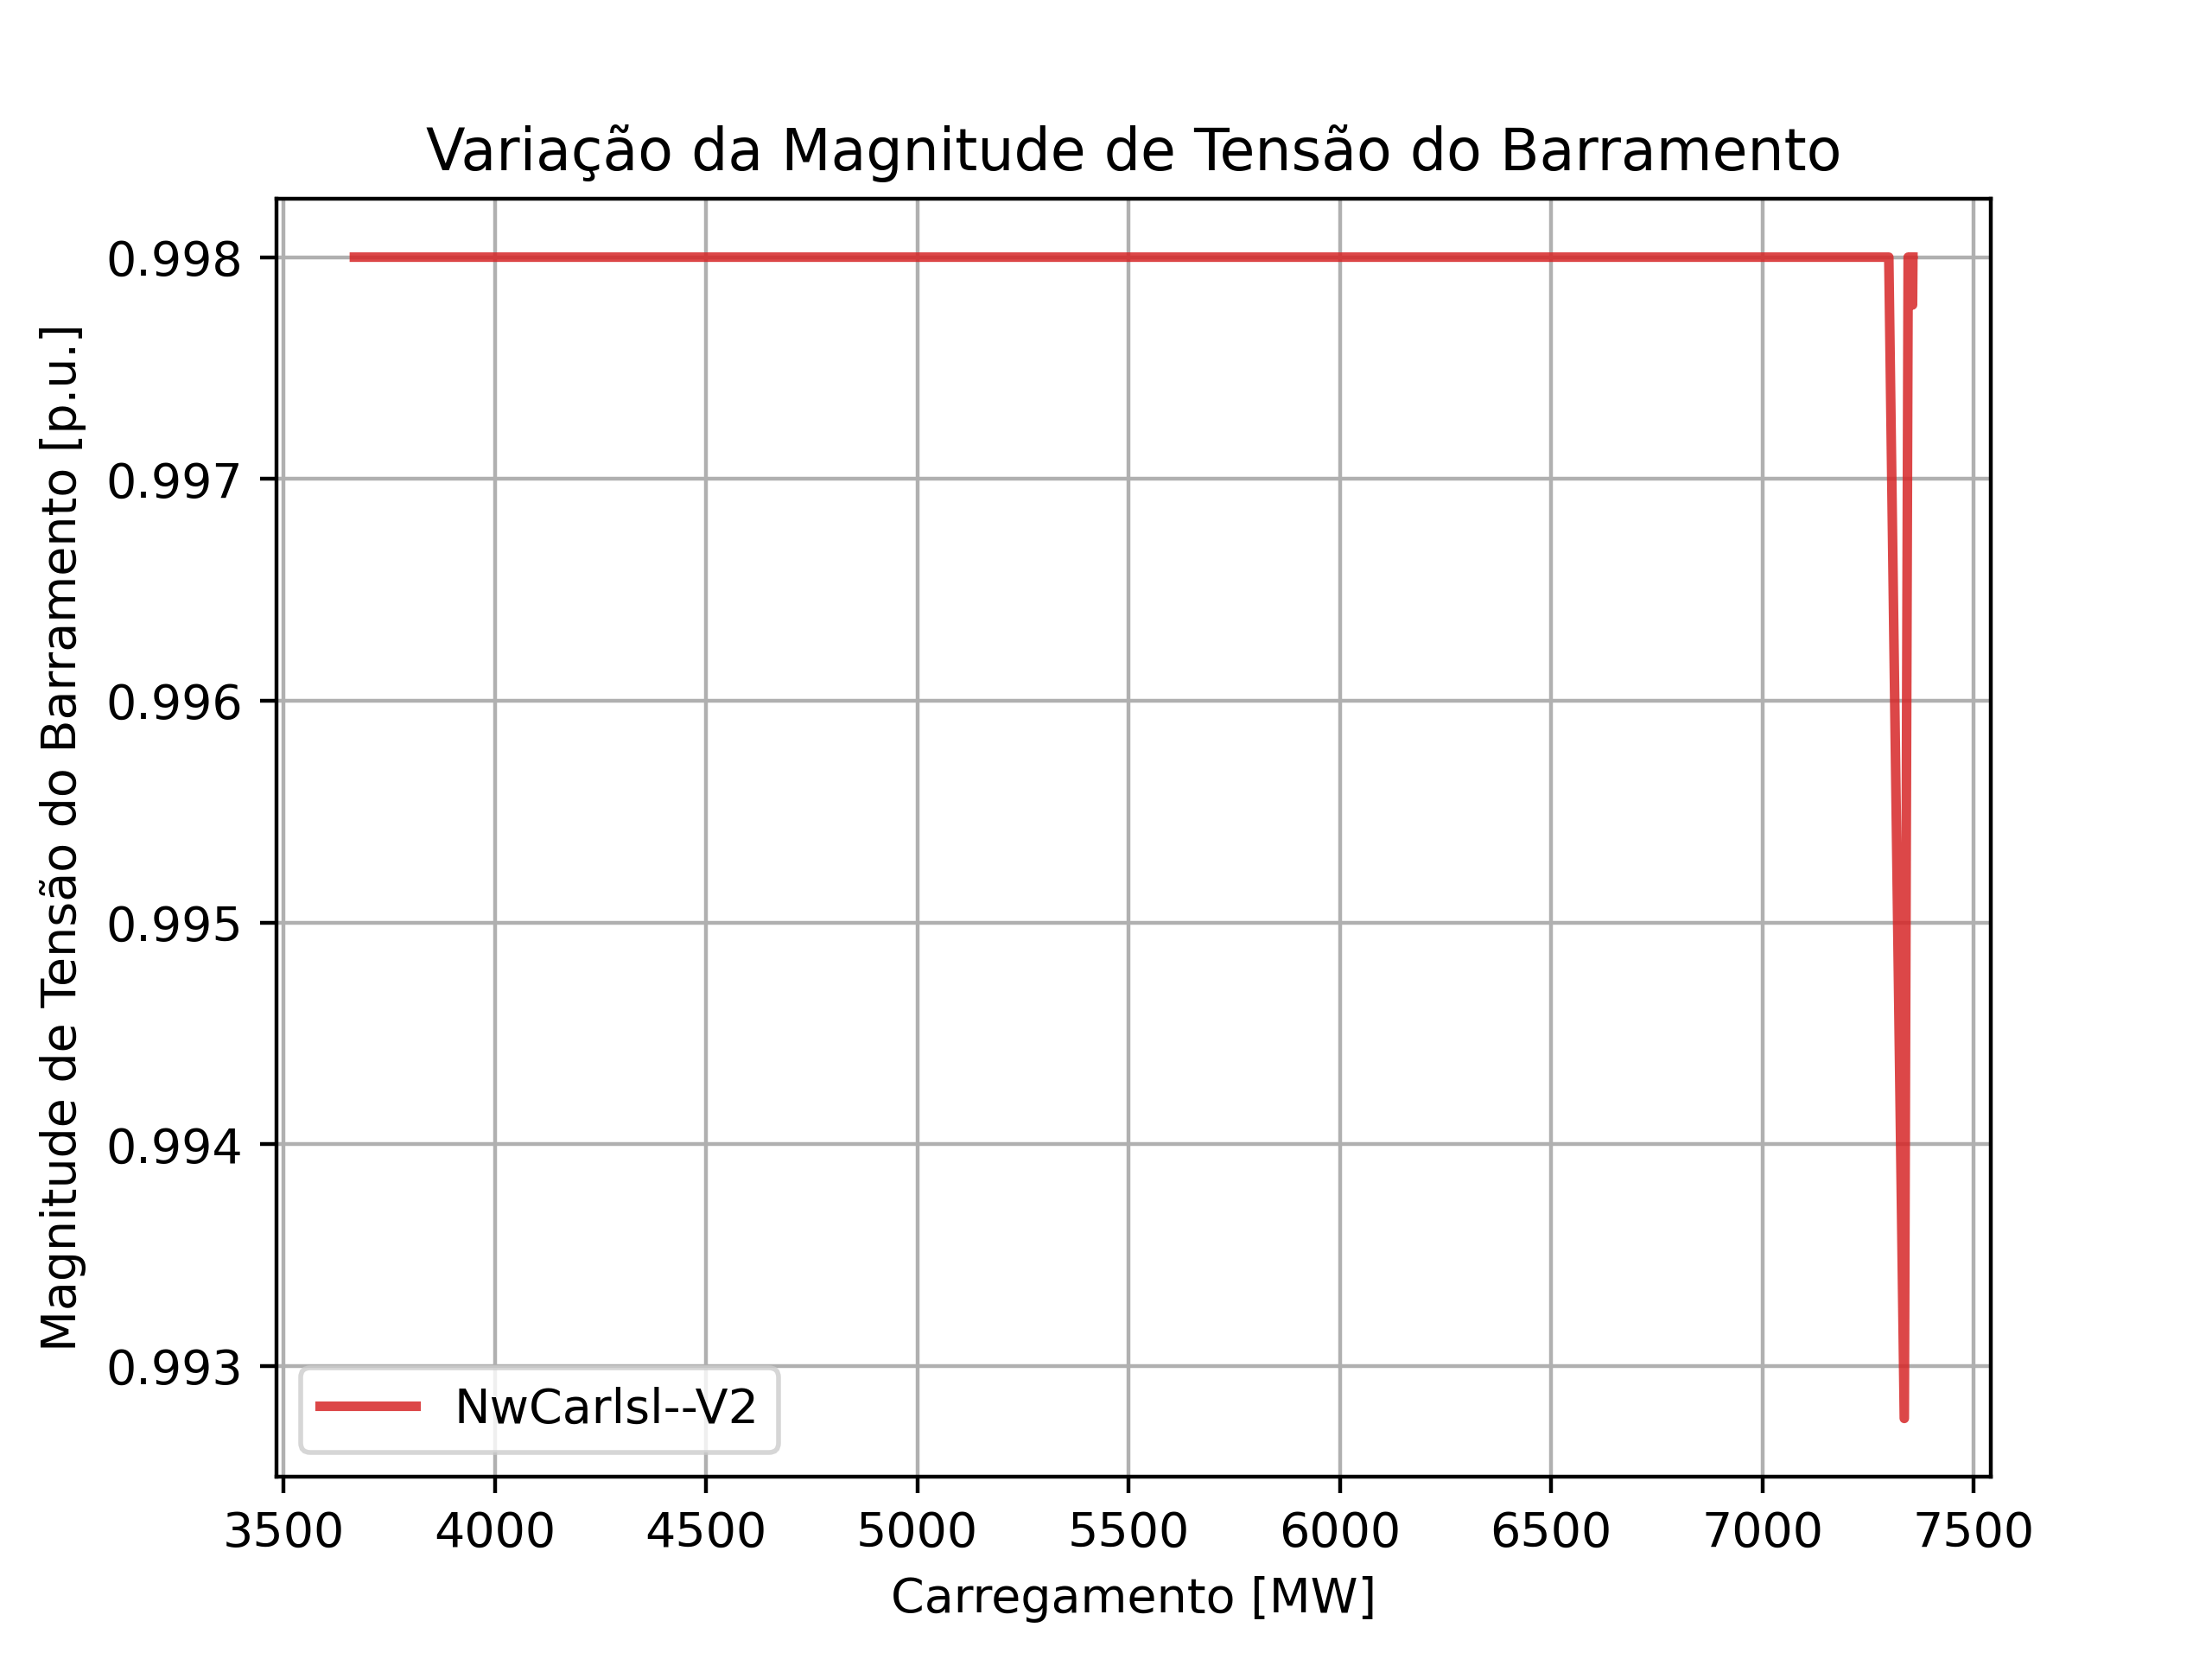 Variação da Magnitude de Tensão do Barramento
Magnitude de Tensão do Barramento [p.u.]
0.998
0.997
0.996
0.995
0.994
0.993
NwCarlsl--V2
3500 4000 4500 5000 5500 6000 6500 7000 7500
Carregamento [MW]